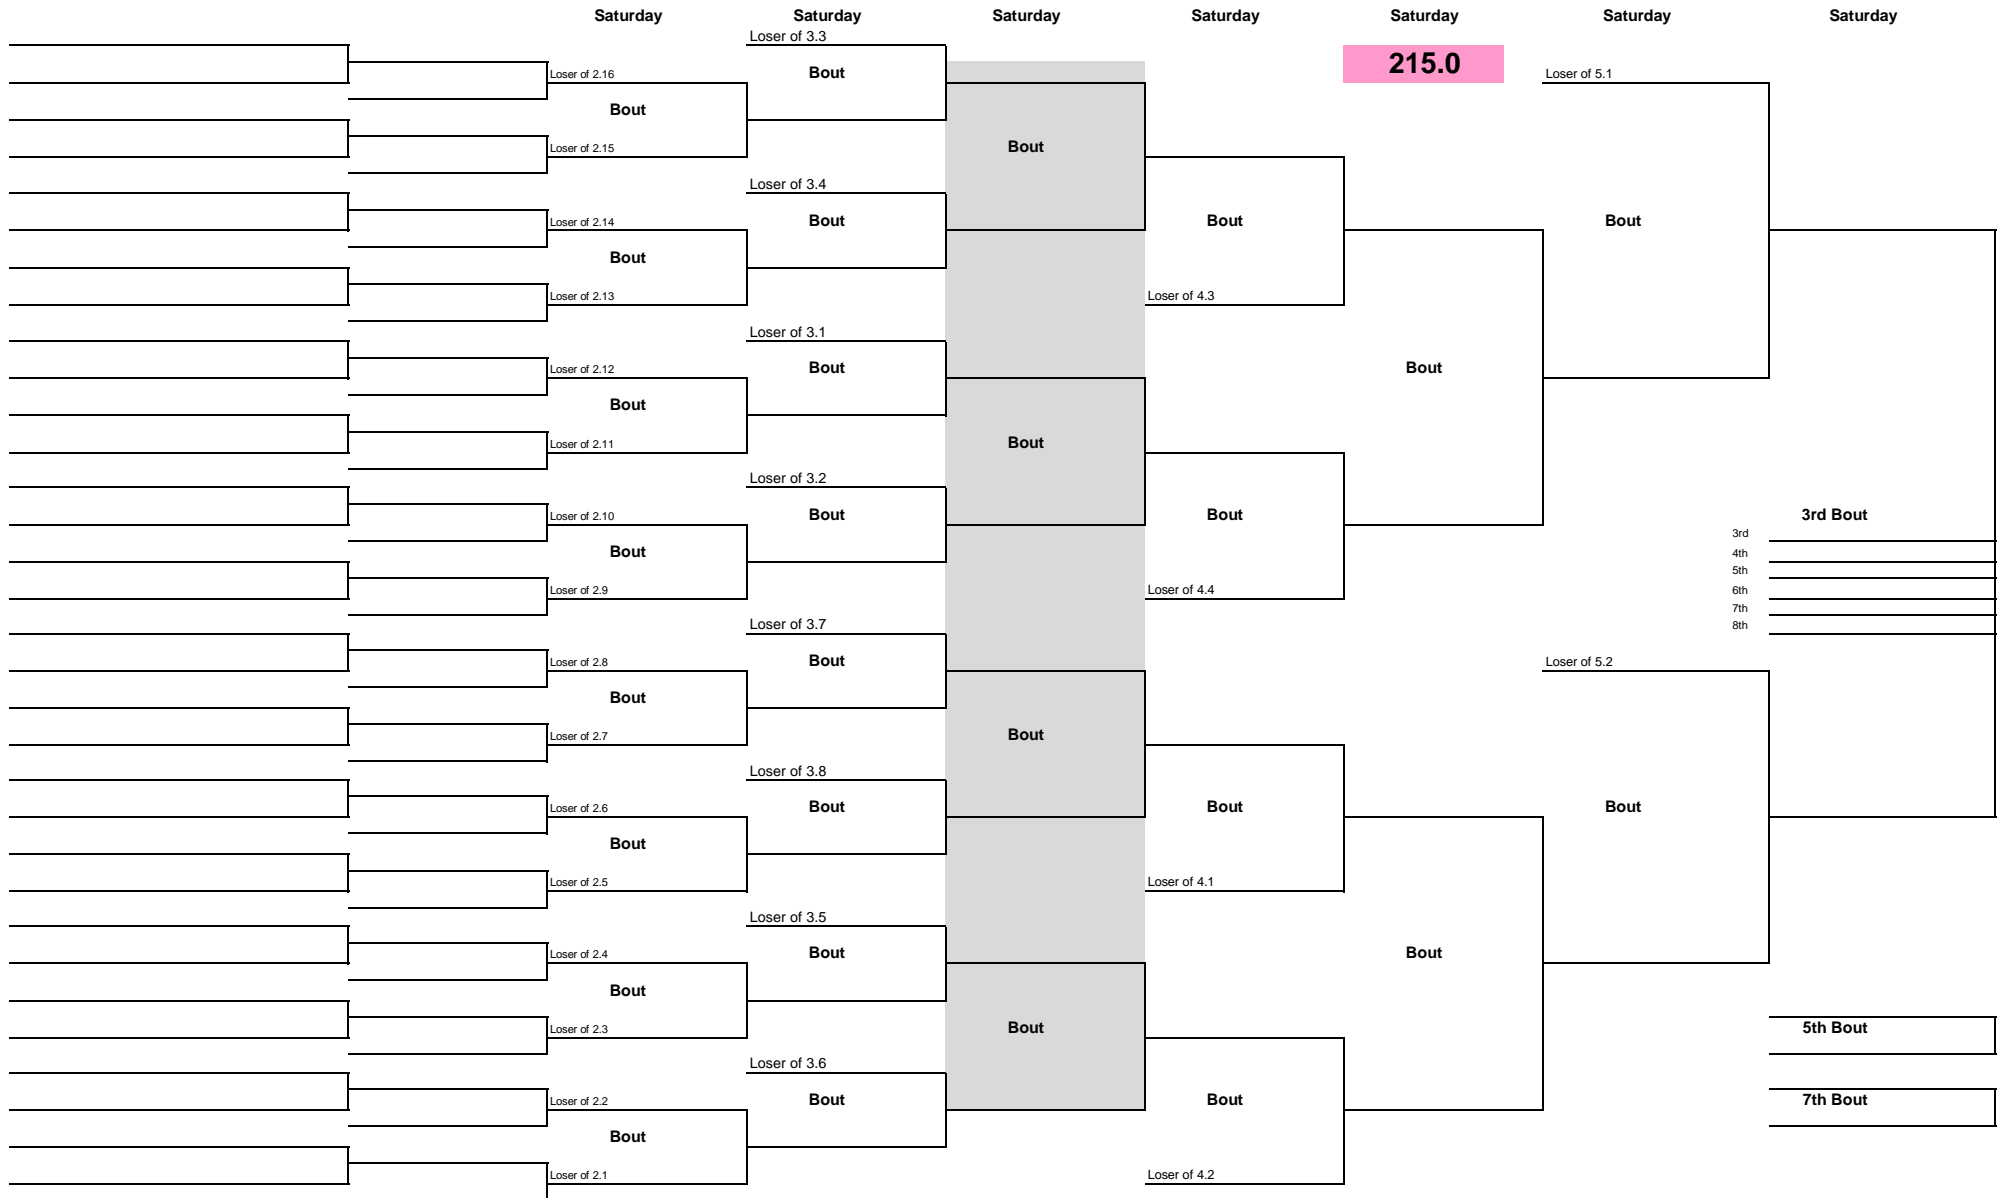 Saturday Saturday Saturday Saturday Saturday Saturday Saturday
Loser of 3.3
215.0
Loser of 2.16 Bout Loser of 5.1
Bout
Loser of 2.15 Bout
Loser of 3.4
Loser of 2.14 Bout Bout Bout
Bout
Loser of 2.13 Loser of 4.3
Loser of 3.1
Loser of 2.12 Bout Bout
Bout
Loser of 2.11 Bout
Loser of 3.2
Loser of 2.10 Bout Bout 3rd Bout
3rd
Bout 4th
5th
Loser of 2.9 Loser of 4.4 6th
7th
Loser of 3.7 8th
Loser of 2.8 Bout Loser of 5.2
Bout
Loser of 2.7 Bout
Loser of 3.8
Loser of 2.6 Bout Bout Bout
Bout
Loser of 2.5 Loser of 4.1
Loser of 3.5
Loser of 2.4 Bout Bout
Bout
Loser of 2.3 Bout 5th Bout
Loser of 3.6
Loser of 2.2 Bout Bout 7th Bout
Bout
Loser of 2.1 Loser of 4.2